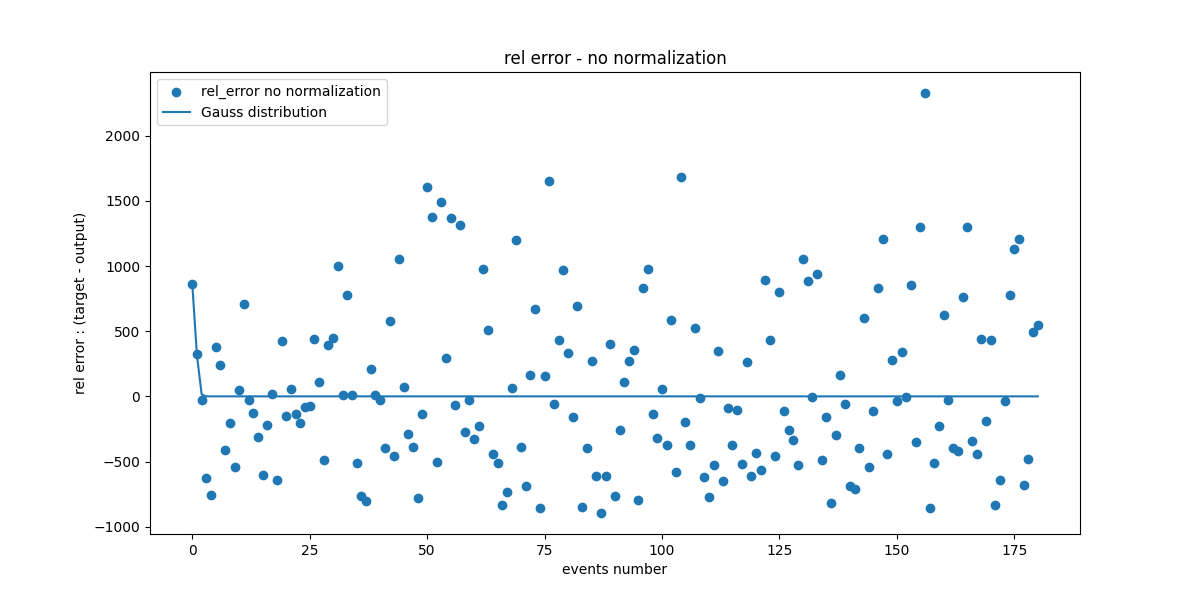 rel error - no normalization
rel_error no normalization
Gauss distribution
rel error : (target - output)
2000
1500
1000
500
0
−500
−1000
0 25 50 75 100 125 150 175
events number